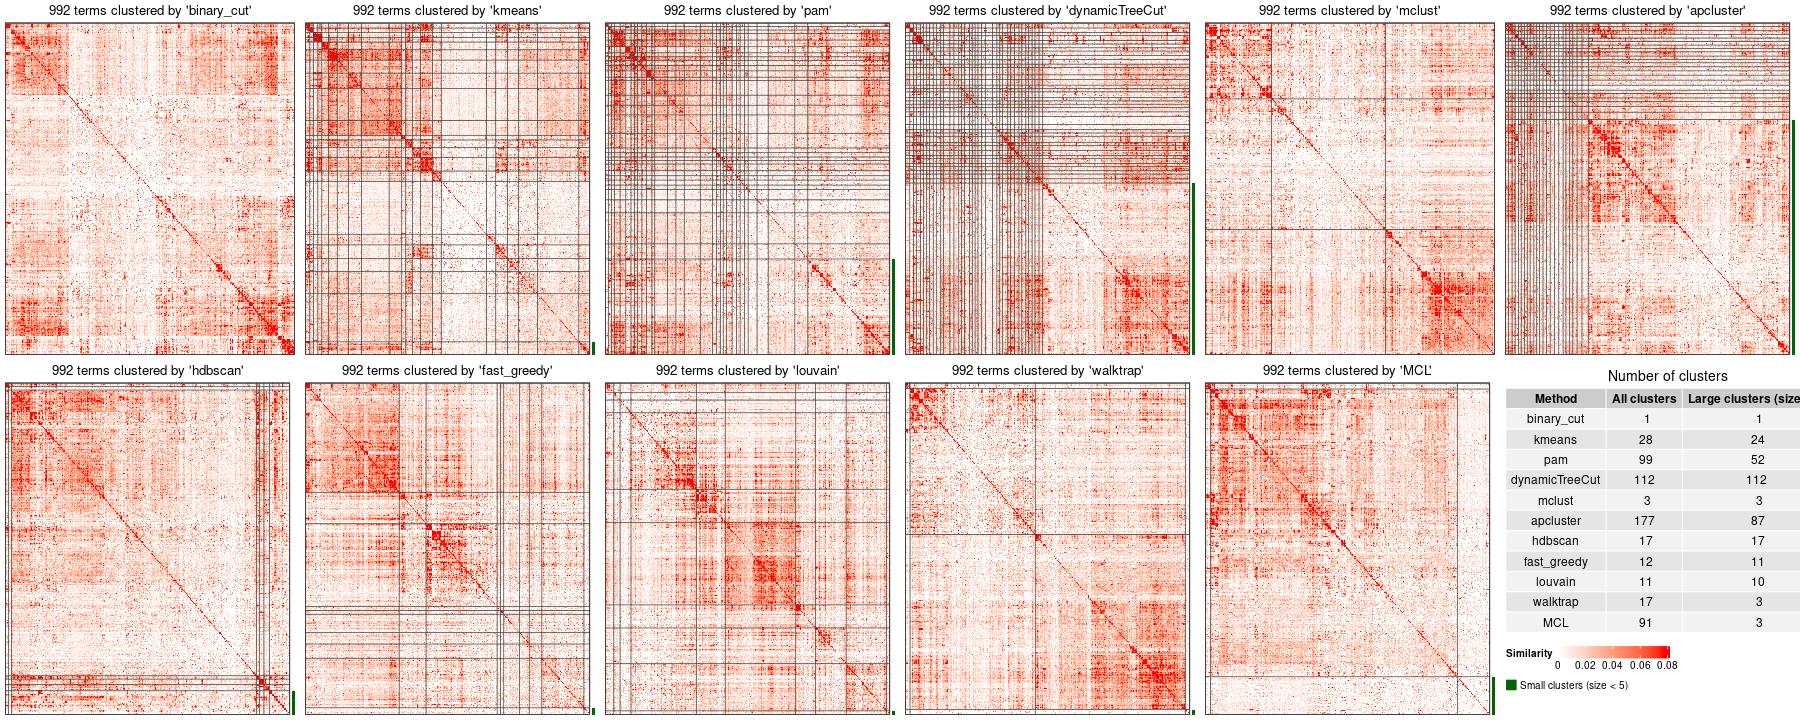 992 terms clustered by 'binary_cut'
992 terms clustered by 'kmeans'
992 terms clustered by 'pam'
992 terms clustered by 'dynamicTreeCut'
992 terms clustered by 'mclust'
992 terms clustered by 'apcluster'
992 terms clustered by 'hdbscan'
992 terms clustered by 'fast_greedy'
992 terms clustered by 'louvain'
992 terms clustered by 'walktrap'
992 terms clustered by 'MCL'
Number of clusters
Method All clusters Large clusters (size
binary_cut 1 1
kmeans 28 24
pam 99 52
dynamicTreeCut 112 112
mclust 3 3
apcluster 177 87
hdbscan 17 17
fast_greedy 12 11
louvain 11 10
walktrap 17 3
MCL 91 3
Similarity
0 0.02 0.04 0.06 0.08
Small clusters (size < 5)